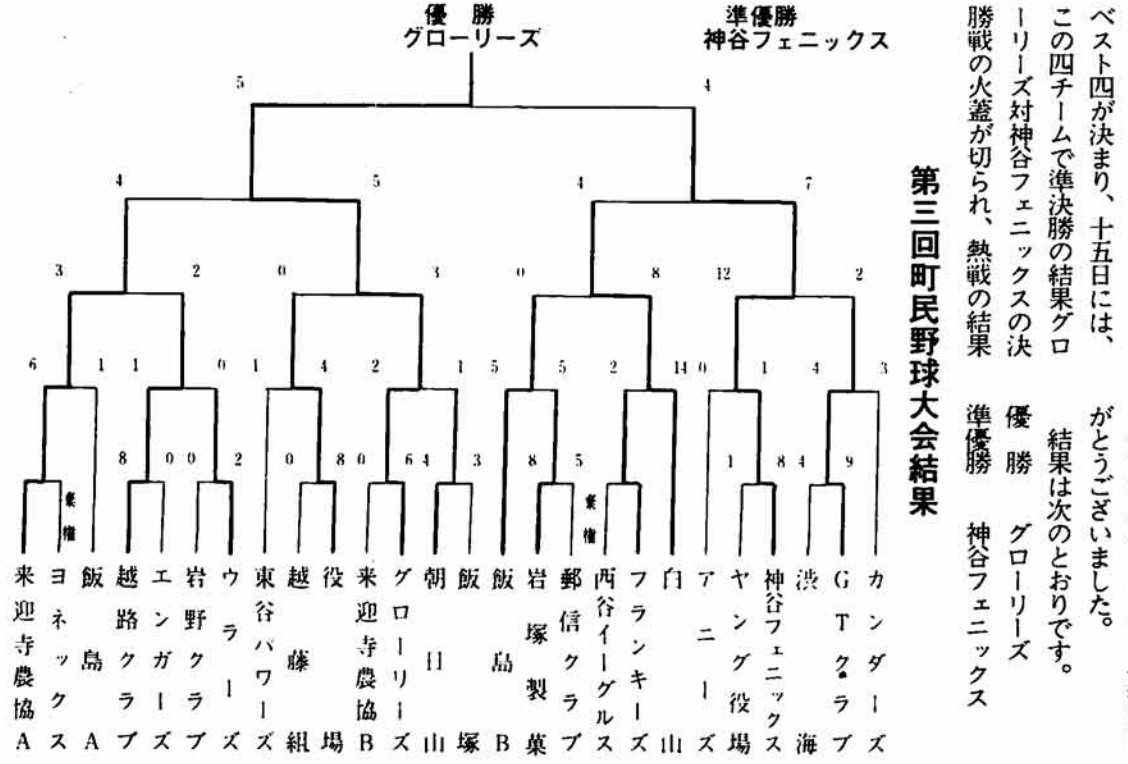 ベスト四が決まり、十五日には、
この四チームで準決勝の結果グロ
ーリーズ対神谷フェニックスの決
勝戦の火蓋が切られ、熱戦の結果
がとうございました。
結果は次のとおりです。
優勝 グローリーズ
準優勝 神谷フェニックス
第三回町民野球大会結果
優勝
グローリーズ
準優勝
神谷フェニックス
5 4
4 5 4 7
3 2 0 3 0 8 12 2
6 1 1 0 1 4 2 1 5 5 2 14 0 1 4 3
8 0 0 2 0 8 0 6 4 3 8 5 1 8 4 9
棄権
棄権
来迎寺農協A
ヨネックス
飯島A
越路クラブ
エンガーズ
岩野クラブ
ウラーズ
東谷パワーズ
越藤組
役場
来迎寺農協B
グローリーズ
朝日山
飯塚
飯島B
岩塚製菓
郵信クラブ
西谷イーグルス
フランキーズ
白山
アニーズ
ヤング役場
神谷フェニックス
渋海
GTクラブ
カンダーズ